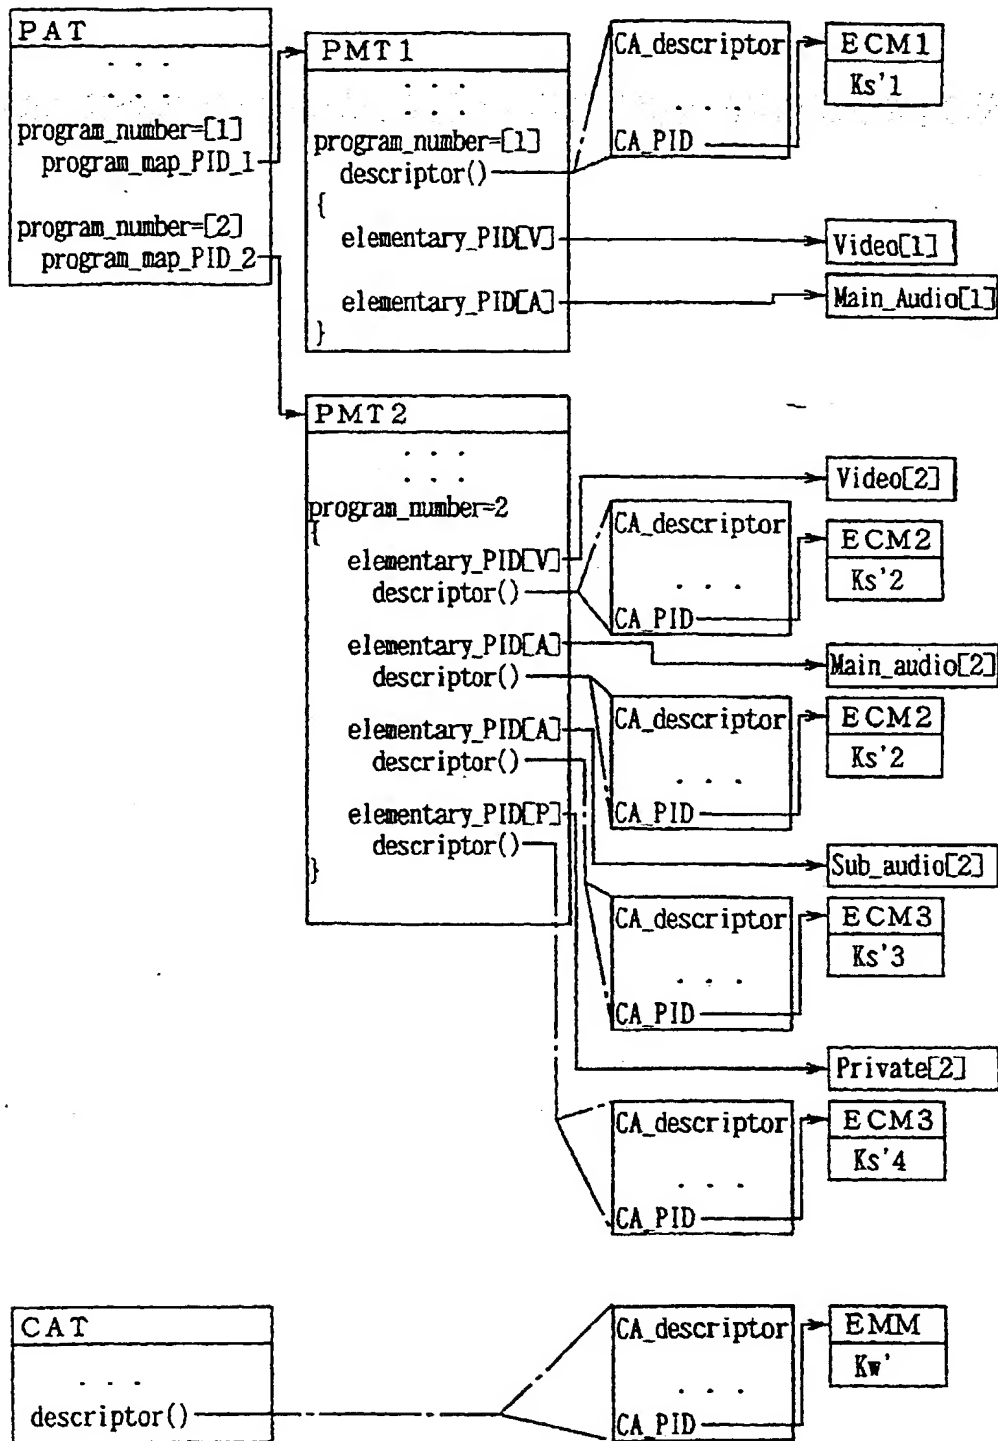 PAT
. . .
. . .
program_number=[1]
program_map_PID_1
program_number=[2]
program_map_PID_2
PMT1
. . .
. . .
program_number=[1]
descriptor()
{
elementary_PID[V]
elementary_PID[A]
}
CA_descriptor
. . .
CA_PID
ECM1
Ks'1
Video[1]
Main_Audio[1]
PMT2
. . .
. . .
program_number=2
{
elementary_PID[V]
descriptor()
elementary_PID[A]
descriptor()
elementary_PID[A]
descriptor()
elementary_PID[P]
descriptor()
}
Video[2]
CA_descriptor
. . .
CA_PID
ECM2
Ks'2
Main_audio[2]
CA_descriptor
. . .
CA_PID
ECM2
Ks'2
Sub_audio[2]
CA_descriptor
. . .
CA_PID
ECM3
Ks'3
Private[2]
CA_descriptor
. . .
CA_PID
ECM3
Ks'4
CAT
. . .
descriptor()
CA_descriptor
. . .
CA_PID
EMM
Kw'